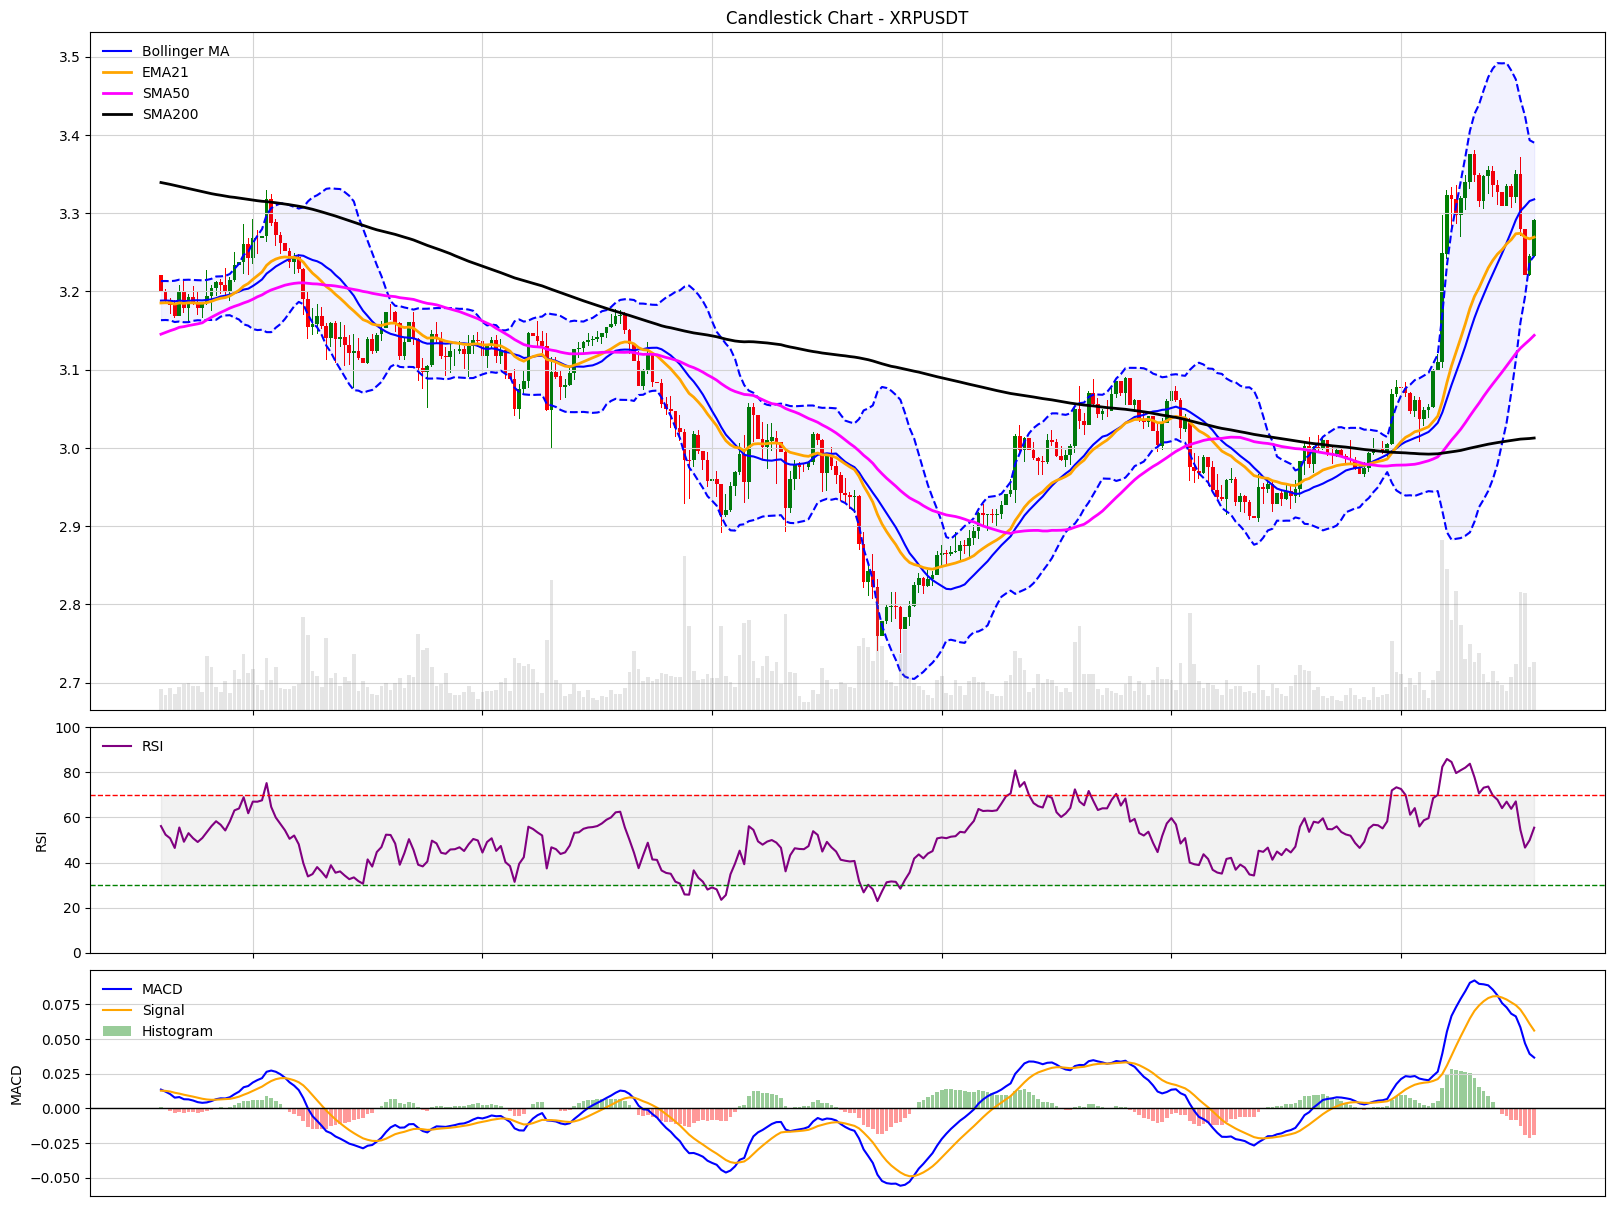 Candlestick Chart - XRPUSDT
Bollinger MA
EMA21
SMA50
SMA200
3.5
3.4
3.3
3.2
3.1
3.0
2.9
2.8
2.7
RSI
100
80
60
40
20
0
RSI
MACD
Signal
Histogram
0.075
0.050
0.025
0.000
−0.025
−0.050
MACD